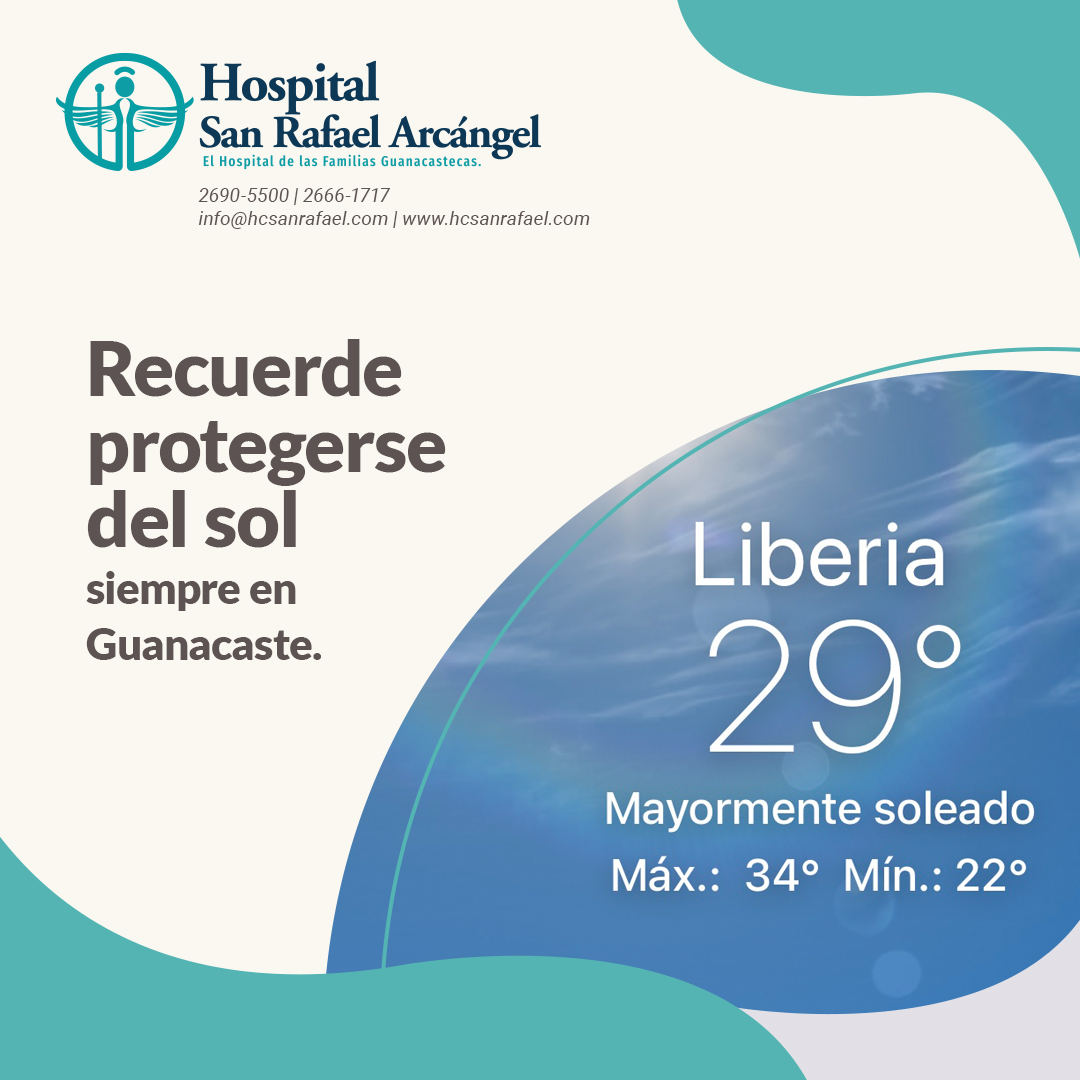 Hospital
San Rafael Arcángel
El Hospital de las Familias Guanacastecas.
2690-5500 | 2666-1717
info@hcsanrafael.com | www.hcsanrafael.com
Recuerde
protegerse
del sol
siempre en
Guanacaste.
Liberia
29°
Mayormente soleado
Máx.: 34° Mín.: 22°